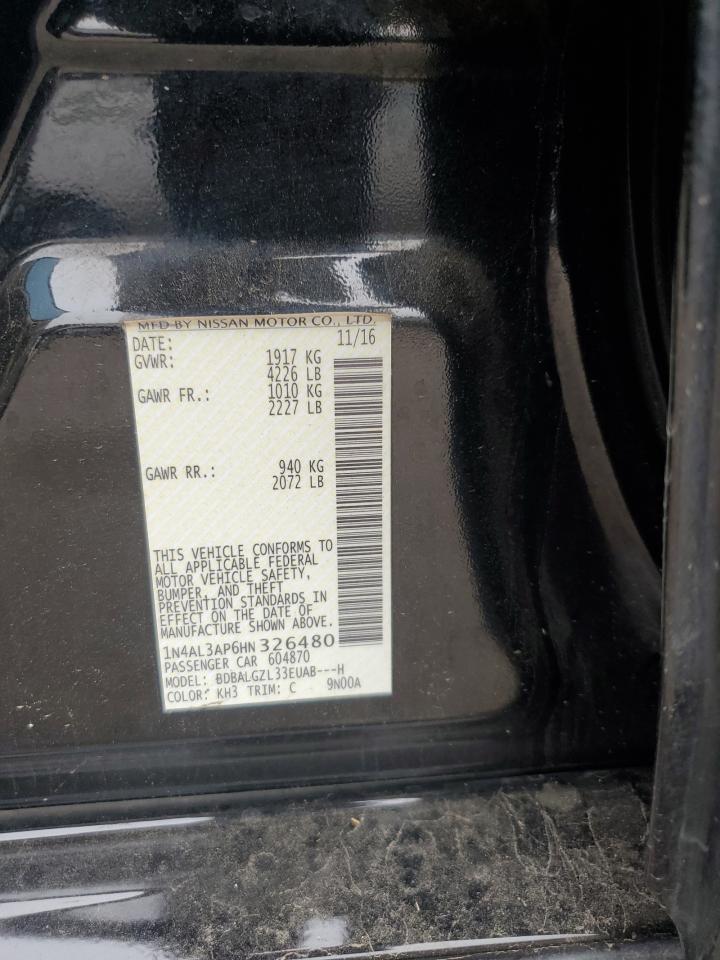 MFD BY NISSAN MOTOR CO., LTD.
DATE: 11/16
GVWR: 1917 KG
4226 LB
GAWR FR.: 1010 KG
2227 LB
GAWR RR.: 940 KG
2072 LB
THIS VEHICLE CONFORMS TO
ALL APPLICABLE FEDERAL
MOTOR VEHICLE SAFETY,
BUMPER, AND THEFT
PREVENTION STANDARDS IN
EFFECT ON THE DATE OF
MANUFACTURE SHOWN ABOVE.
1N4AL3AP6HN326480
PASSENGER CAR 604870
MODEL: BDBALGZL33EUAB---H
COLOR: KH3 TRIM: C 9N00A